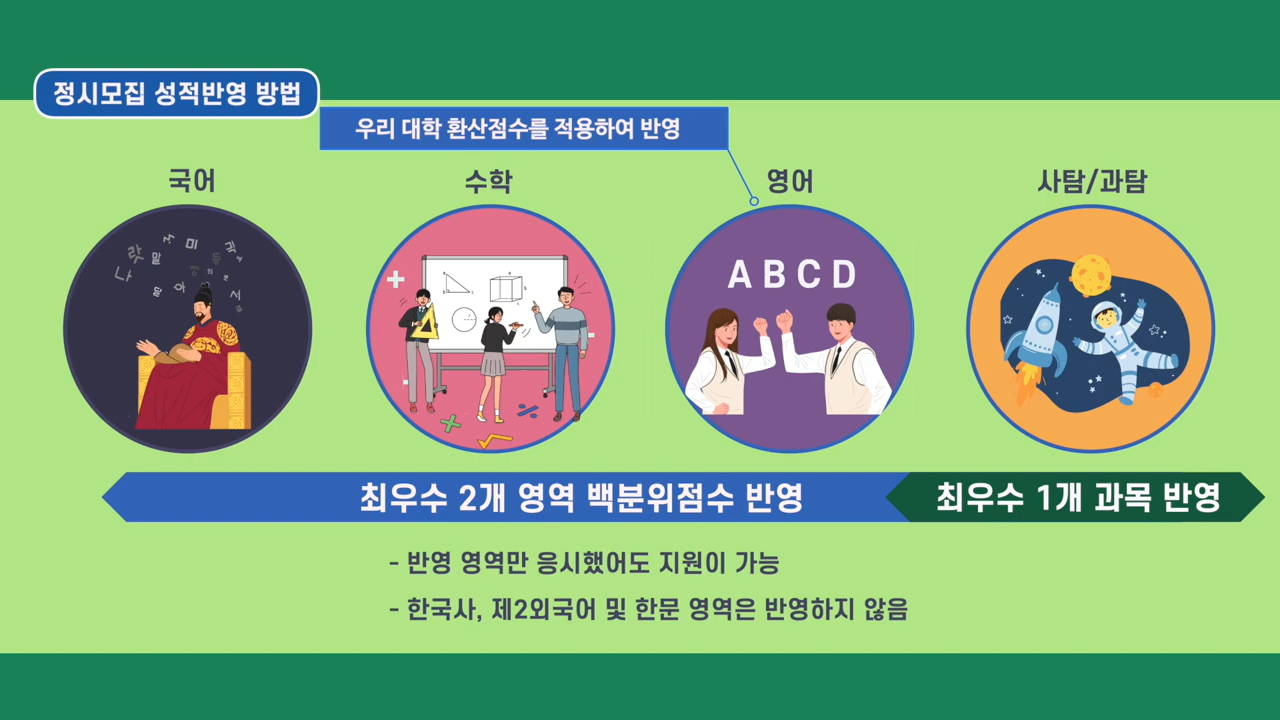 정시모집 성적반영 방법
우리 대학 환산점수를 적용하여 반영
국어
수학
영어
사탐/과탐
A B C D
최우수 2개 영역 백분위점수 반영
최우수 1개 과목 반영
- 반영 영역만 응시했어도 지원이 가능
- 한국사, 제2외국어 및 한문 영역은 반영하지 않음